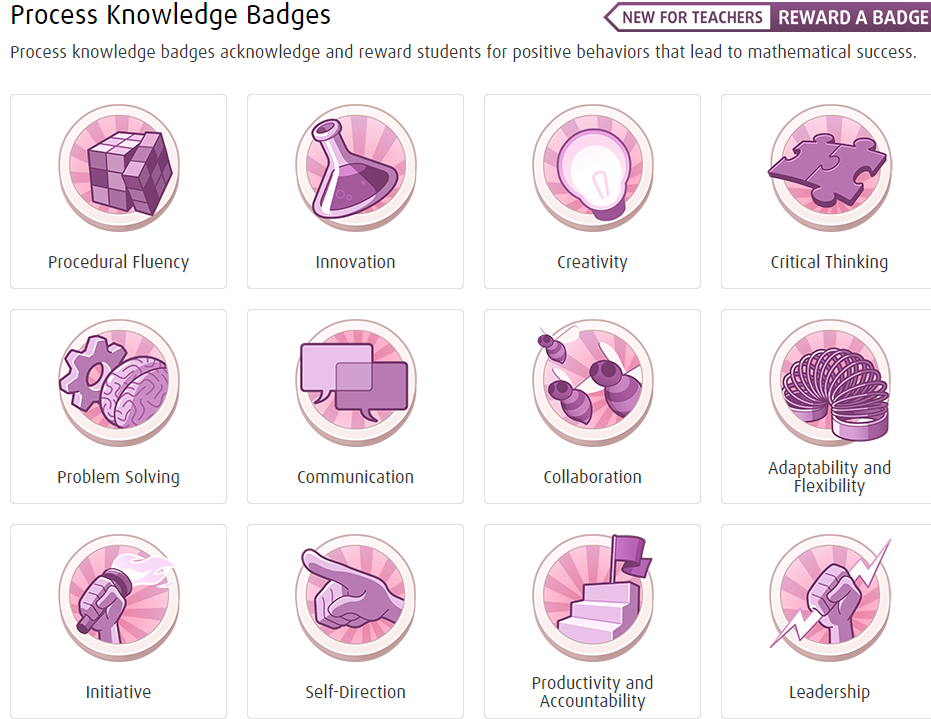 Process Knowledge Badges
NEW FOR TEACHERS REWARD A BADGE
Process knowledge badges acknowledge and reward students for positive behaviors that lead to mathematical success.
Procedural Fluency
Innovation
Creativity
Critical Thinking
Problem Solving
Communication
Collaboration
Adaptability and
Flexibility
Initiative
Self-Direction
Productivity and
Accountability
Leadership